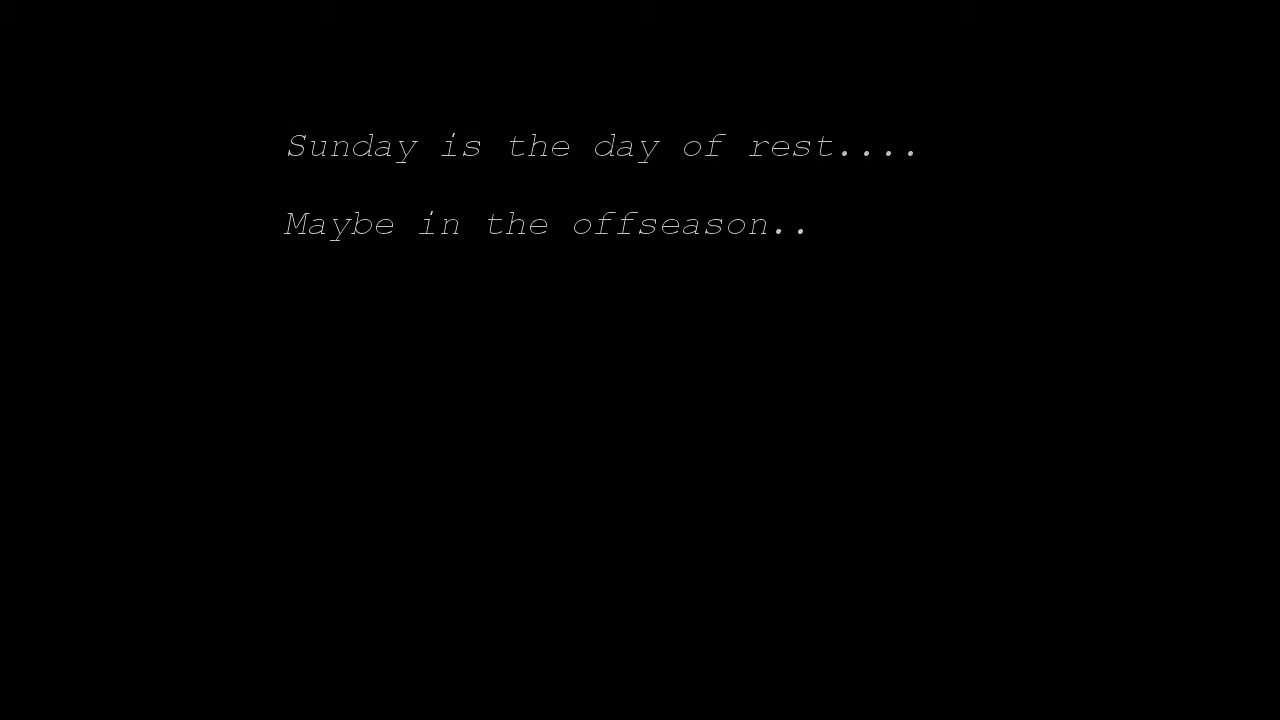 Sunday is the day of rest....
Maybe in the offseason..